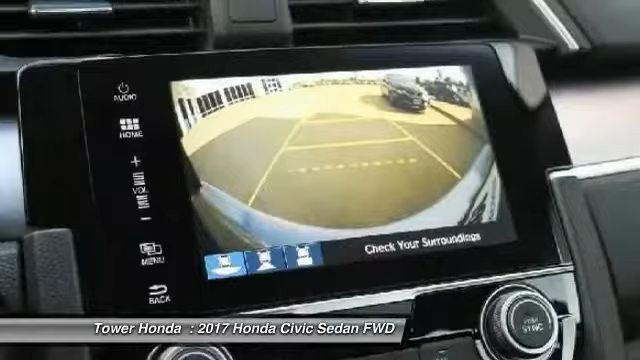 AUDIO
HOME
+
VOL
-
MENU
BACK
Check Your Surroundings
SYNC
Tower Honda : 2017 Honda Civic Sedan FWD